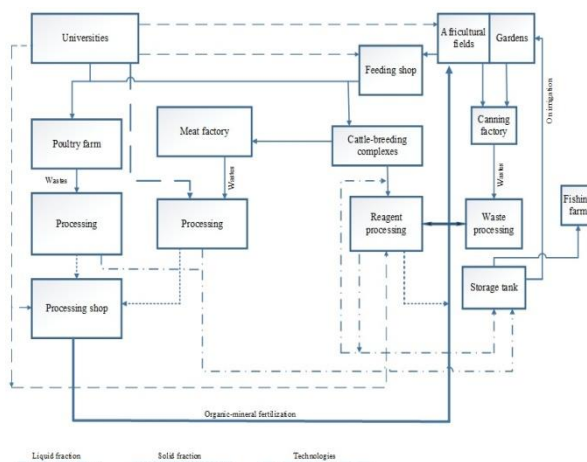 Universities
Africultural
fields
Gardens
Feeding shop
Poultry farm
Meat factory
Cattle-breeding
complexes
Canning
factory
On irrigation
Wastes
Wastes
Wastes
Processing
Processing
Reagent
processing
Waste
processing
Fishing
farm
Processing shop
Storage tank
Organic-mineral fertilization
Liquid fraction
Solid fraction
Technologies